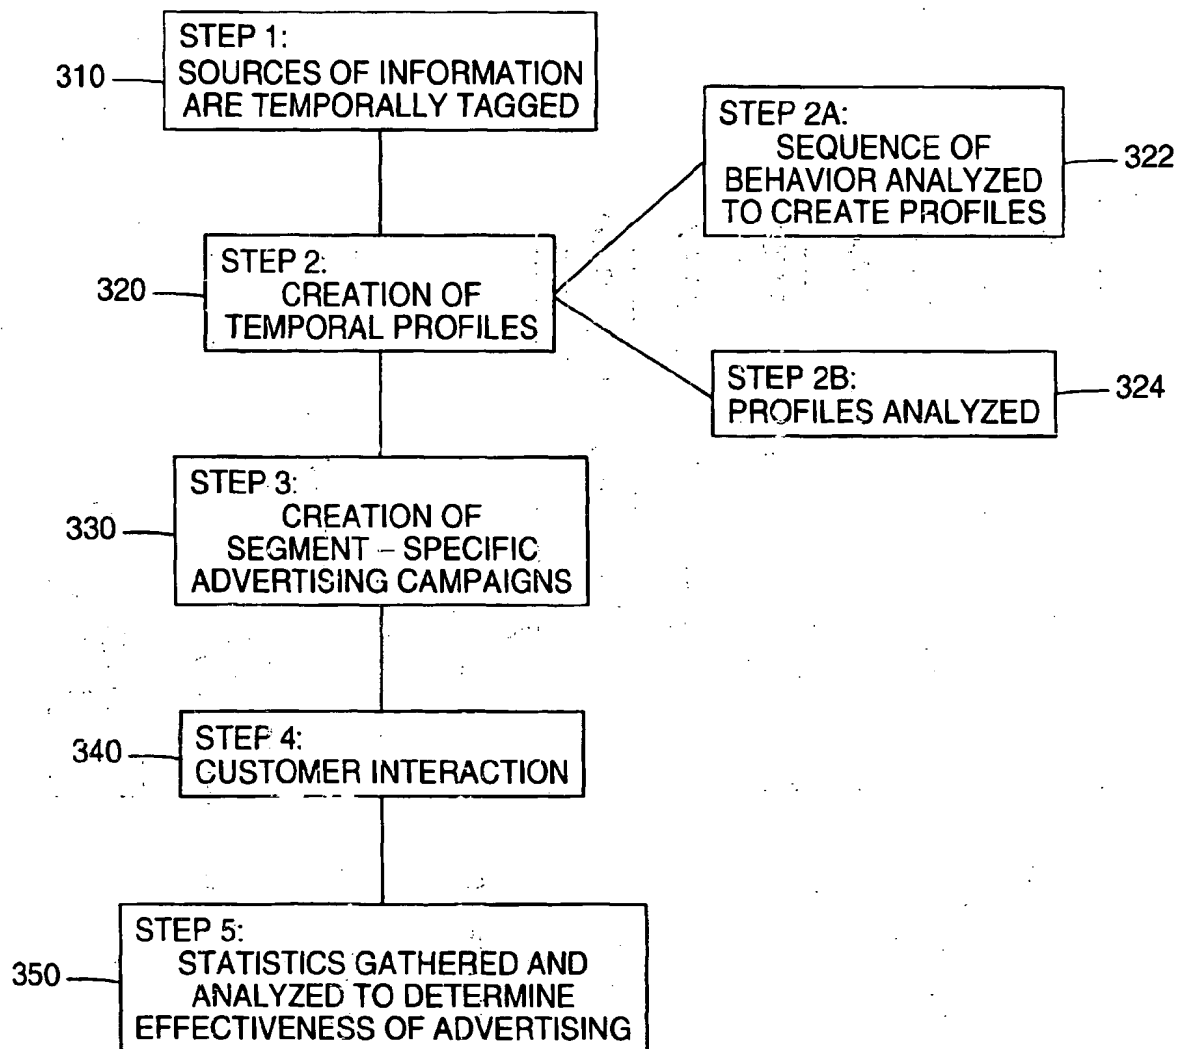 310
STEP 1:
SOURCES OF INFORMATION
ARE TEMPORALLY TAGGED
STEP 2A:
SEQUENCE OF
BEHAVIOR ANALYZED
TO CREATE PROFILES
322
320
STEP 2:
CREATION OF
TEMPORAL PROFILES
STEP 2B:
PROFILES ANALYZED
324
330
STEP 3:
CREATION OF
SEGMENT – SPECIFIC
ADVERTISING CAMPAIGNS
340
STEP 4:
CUSTOMER INTERACTION
350
STEP 5:
STATISTICS GATHERED AND
ANALYZED TO DETERMINE
EFFECTIVENESS OF ADVERTISING